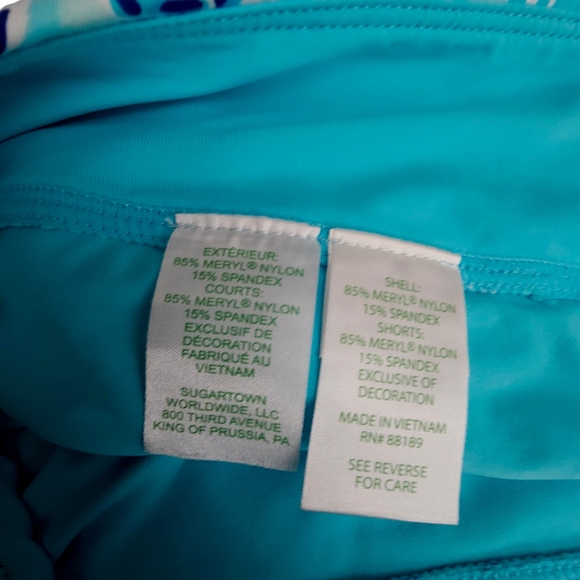 EXTÉRIEUR:
85% MERYL® NYLON
15% SPANDEX
COURTS:
85% MERYL® NYLON
15% SPANDEX
EXCLUSIF DE
DÉCORATION
FABRIQUÉ AU
VIETNAM
SUGARTOWN
WORLDWIDE, LLC
800 THIRD AVENUE
KING OF PRUSSIA, PA
SHELL:
85% MERYL® NYLON
15% SPANDEX
SHORTS:
85% MERYL® NYLON
15% SPANDEX
EXCLUSIVE OF
DECORATION
MADE IN VIETNAM
RN# 88189
SEE REVERSE
FOR CARE